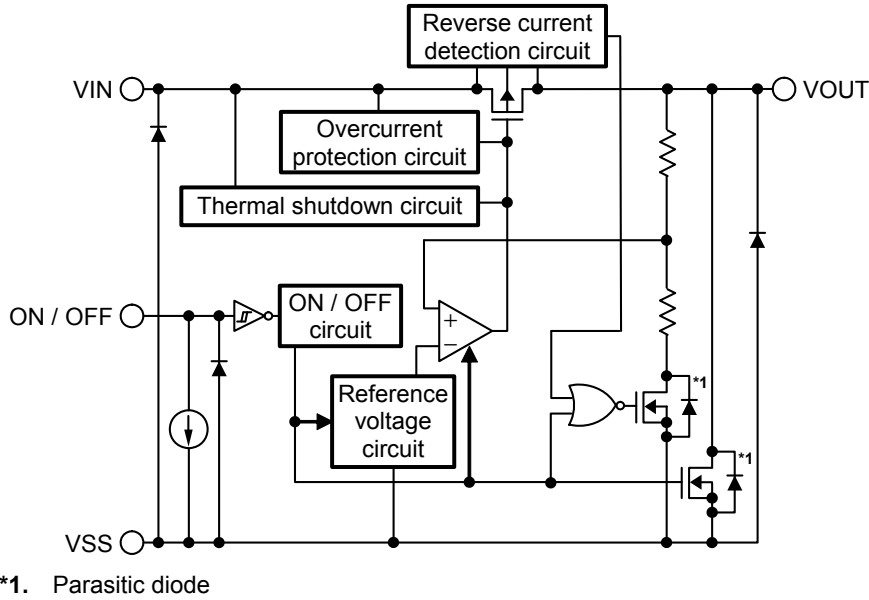 Reverse current
detection circuit
VIN
VOUT
Overcurrent
protection circuit
Thermal shutdown circuit
ON / OFF
ON / OFF
circuit
+
−
Reference
voltage
circuit
*1
*1
VSS
*1. Parasitic diode